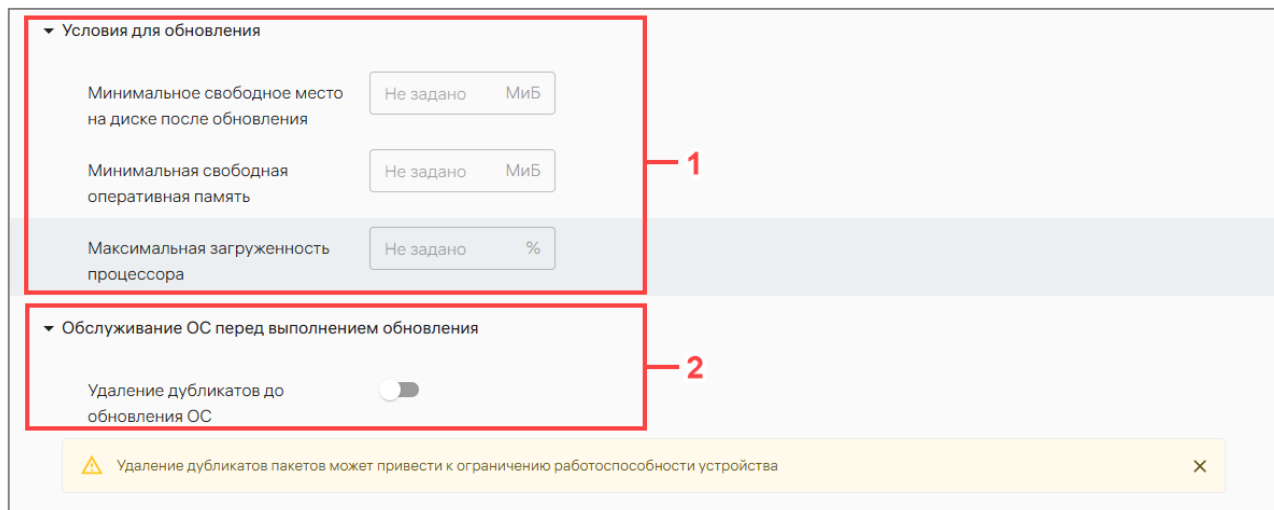 Условия для обновления
Минимальное свободное место
на диске после обновления
Не задано МиБ
1
Минимальная свободная
оперативная память
Не задано МиБ
Максимальная загруженность
процессора
Не задано %
Обслуживание ОС перед выполнением обновления
2
Удаление дубликатов до
обновления ОС
Удаление дубликатов пакетов может привести к ограничению работоспособности устройства